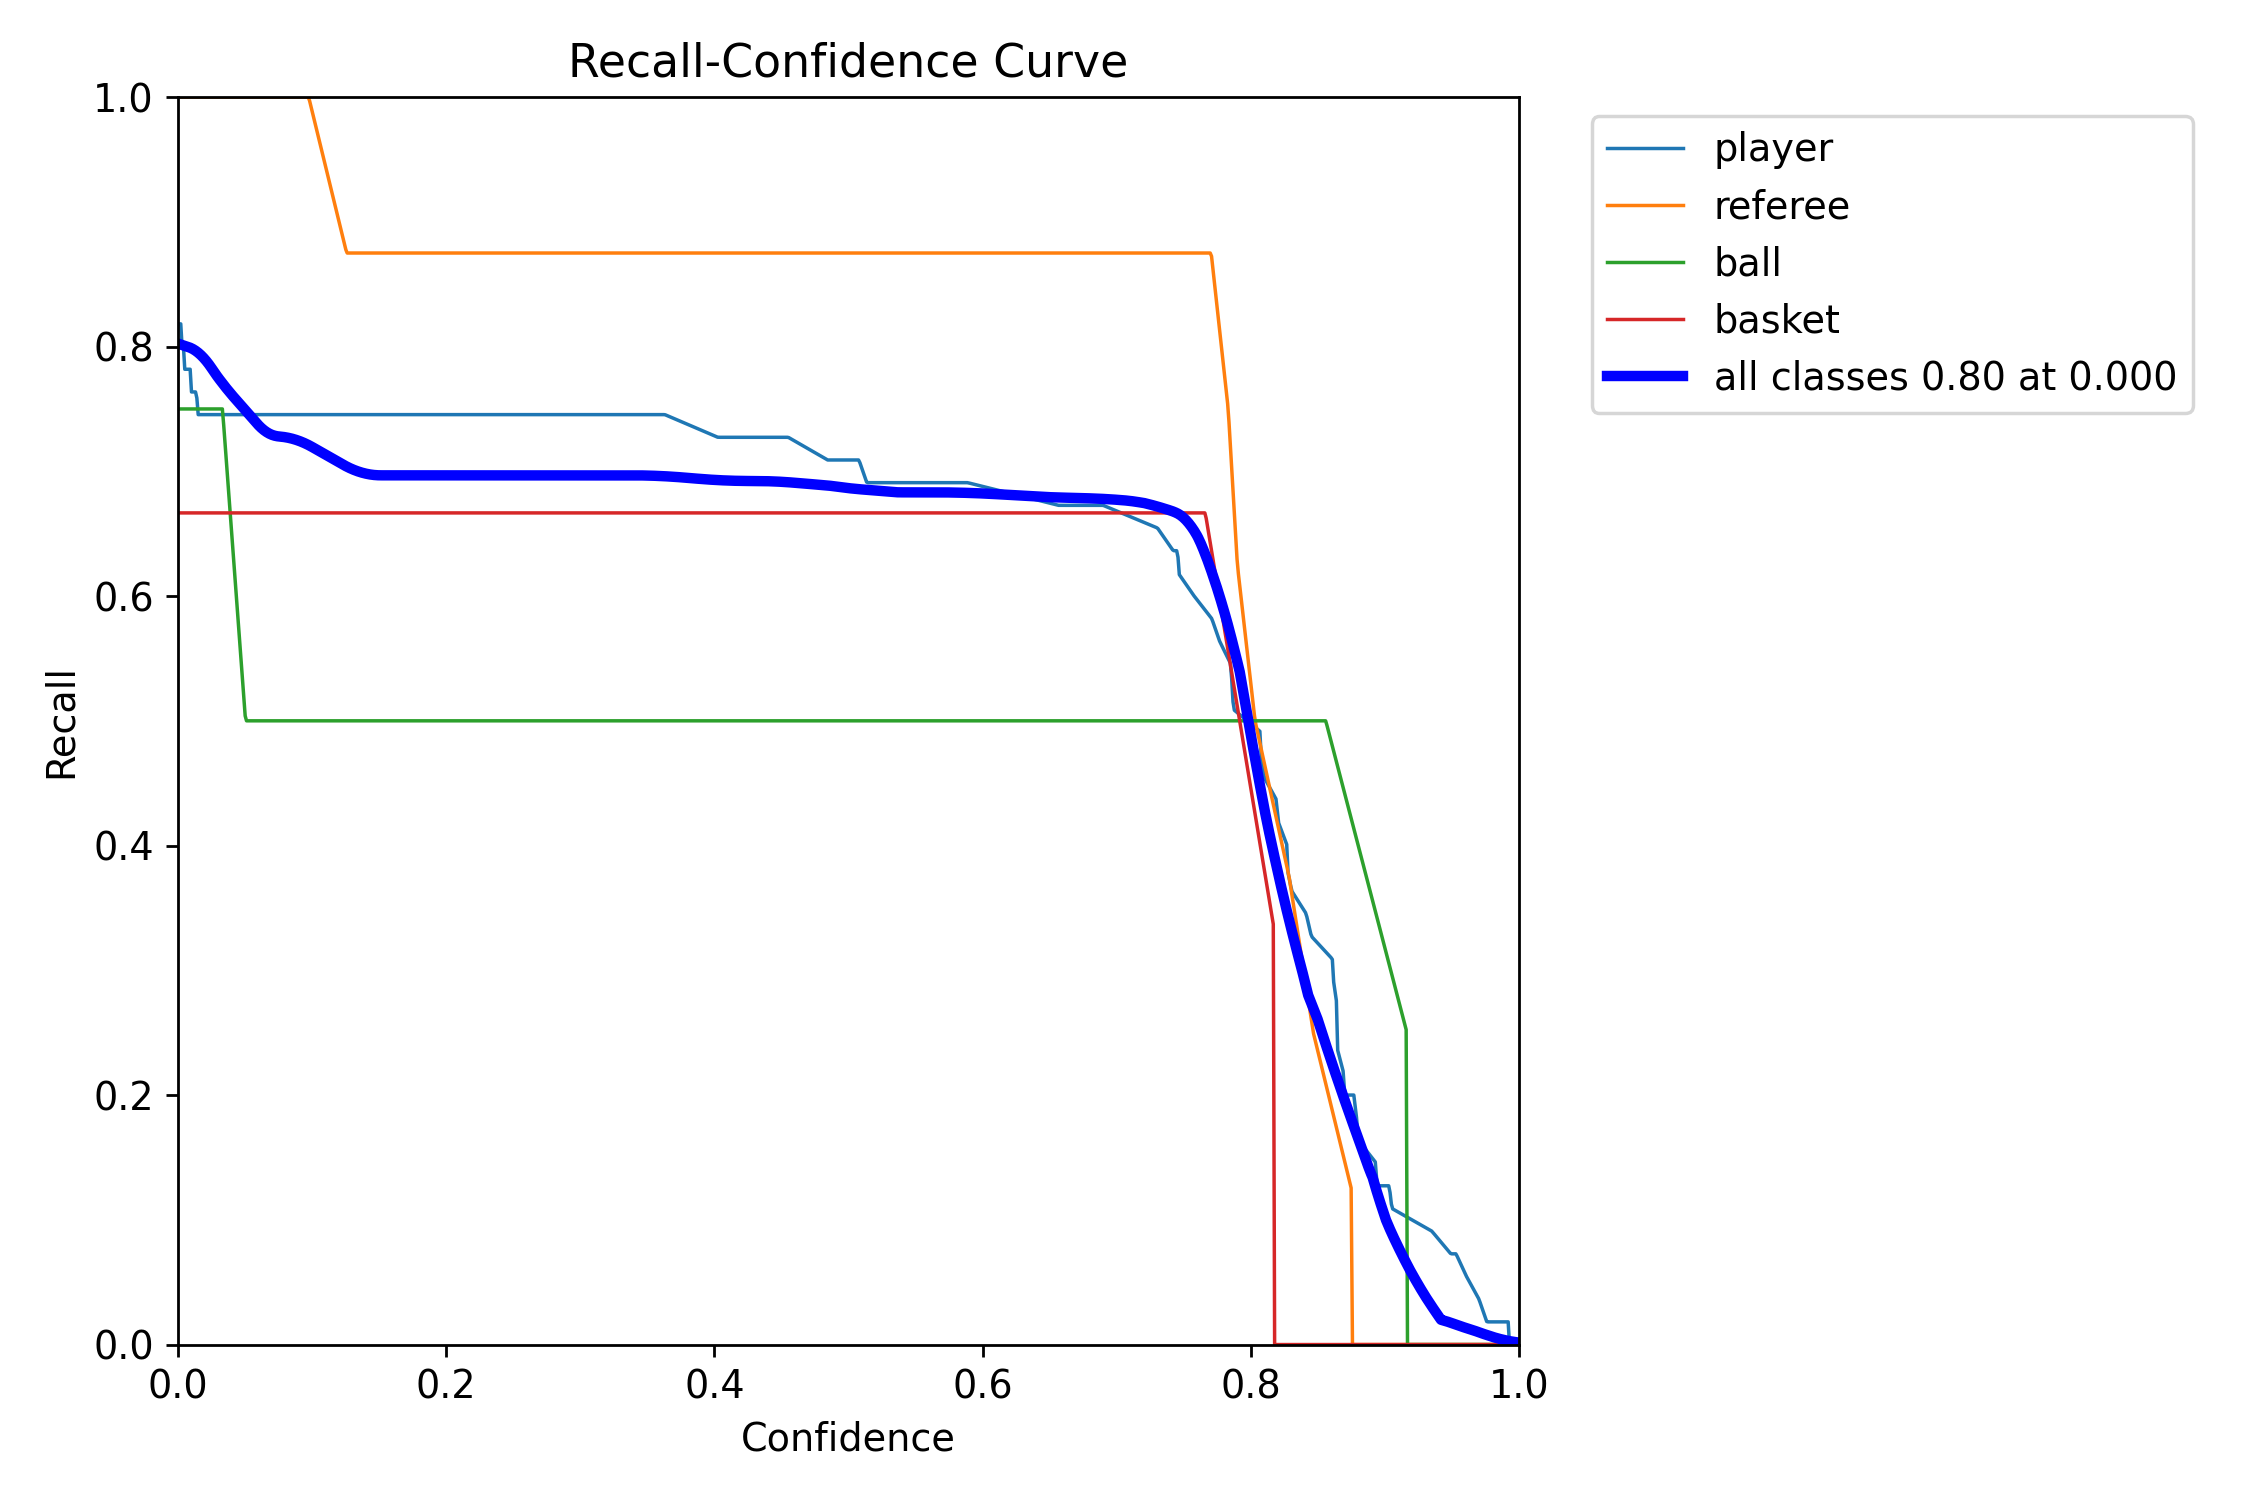 Recall-Confidence Curve
1.0
0.8
0.6
0.4
0.2
0.0
Recall
0.0 0.2 0.4 0.6 0.8 1.0
Confidence
player
referee
ball
basket
all classes 0.80 at 0.000